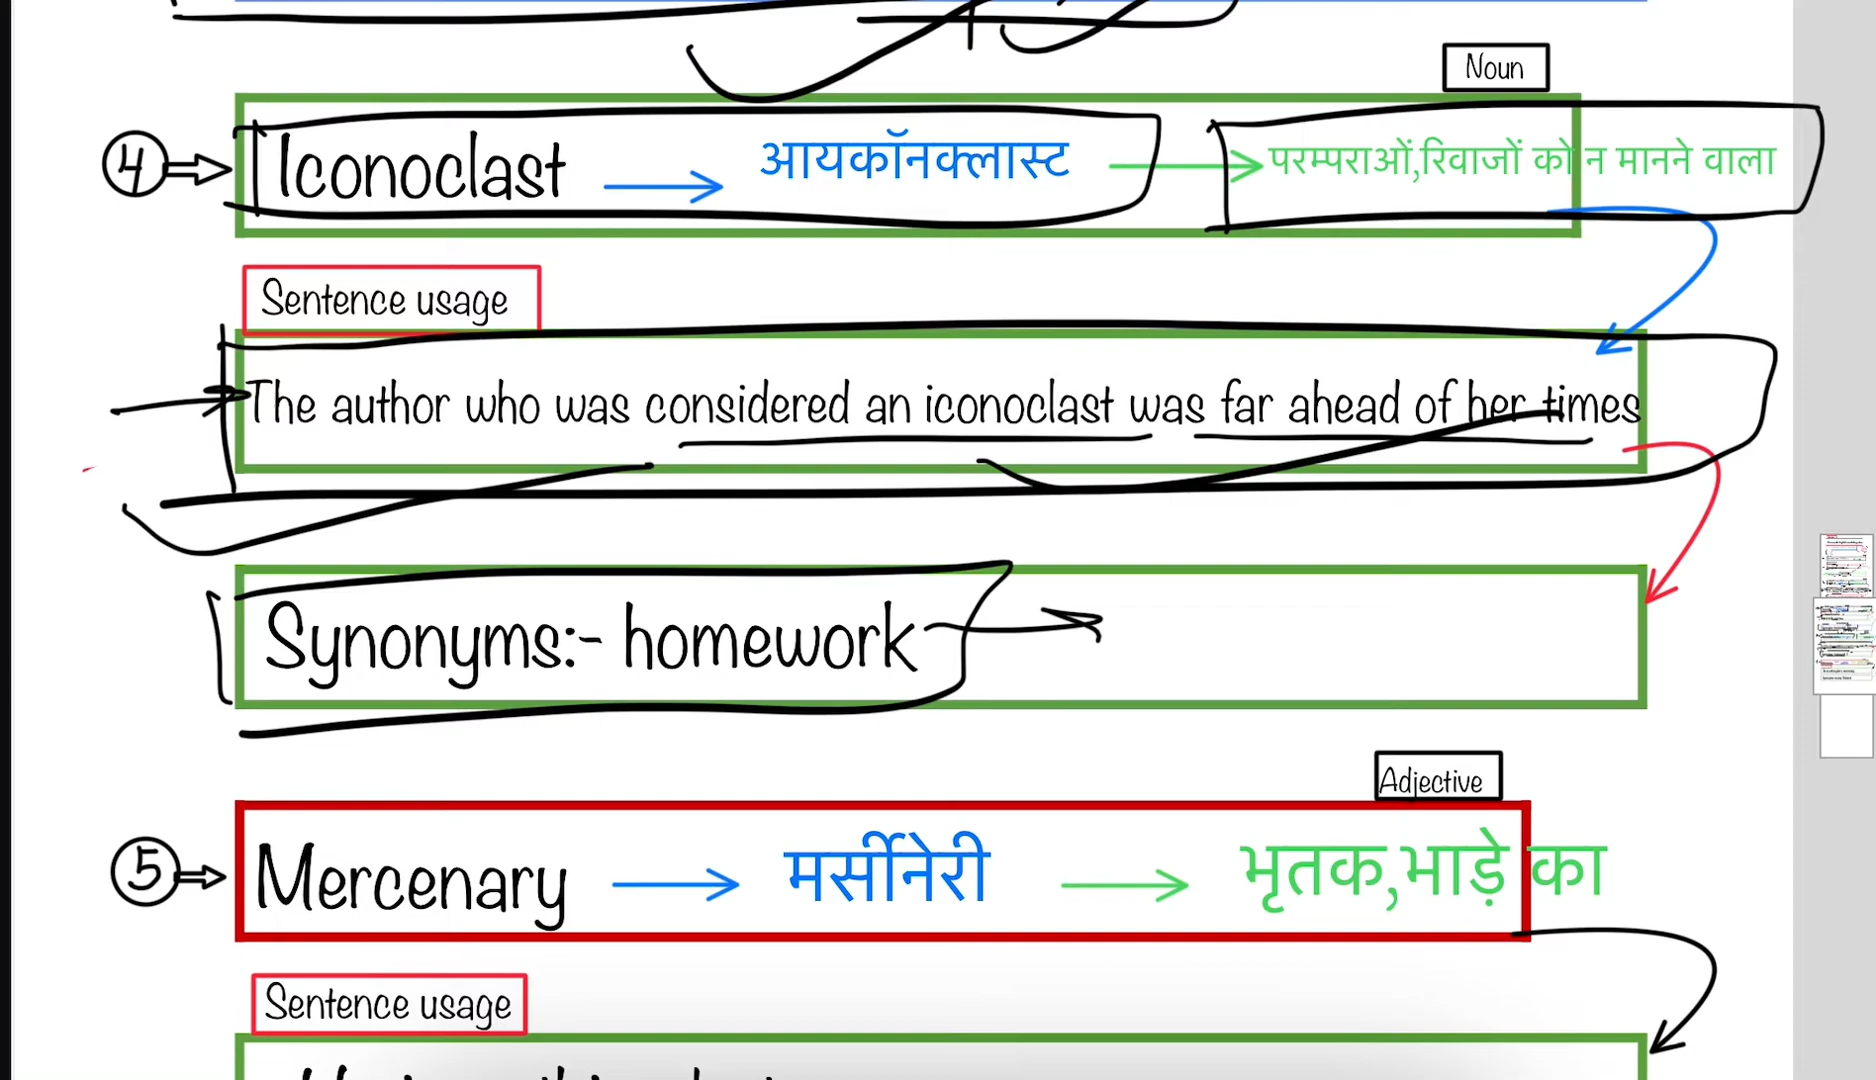 Noun
4 Iconoclast आयकॉनक्लास्ट परम्पराओं,रिवाजों को न मानने वाला
Sentence usage
The author who was considered an iconoclast was far ahead of her times
Synonyms:- homework
Adjective
5 Mercenary मर्सीनेरी भृतक,भाड़े का
Sentence usage